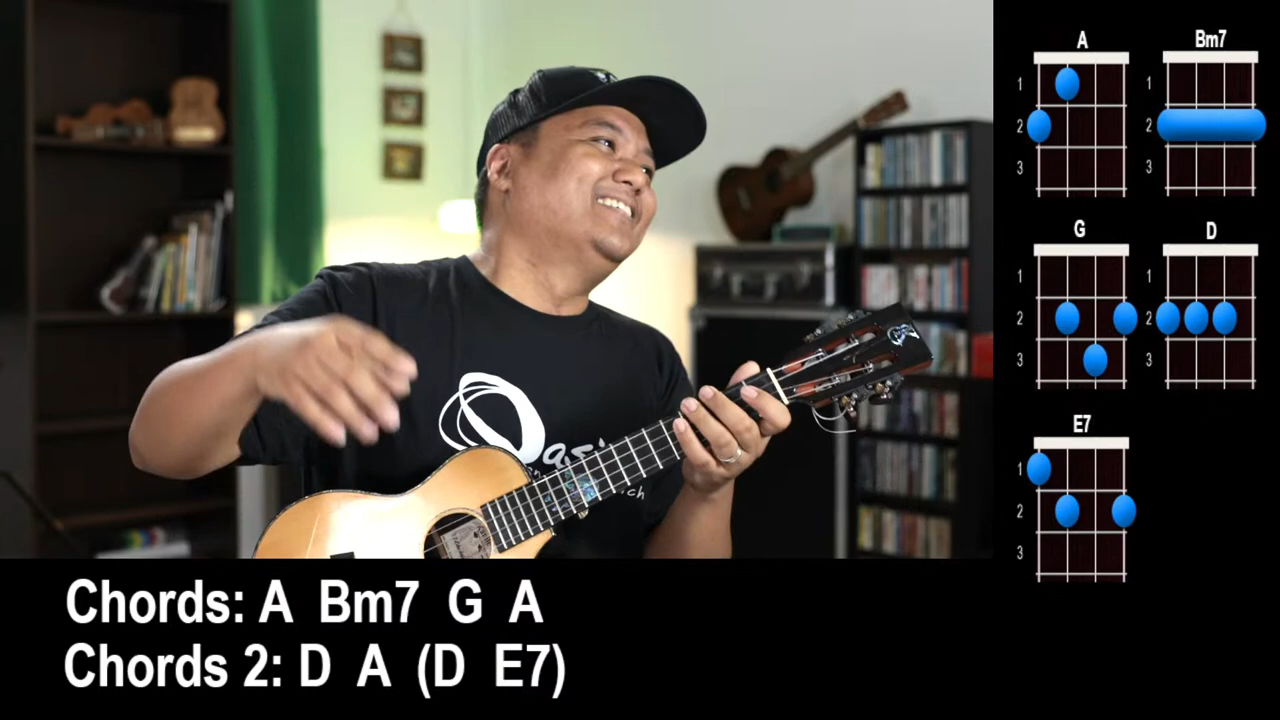 A Bm7
1 1
2 2
3 3
G D
1 1
2 2
3 3
E7
1
2
3
Chords: A Bm7 G A
Chords 2: D A (D E7)